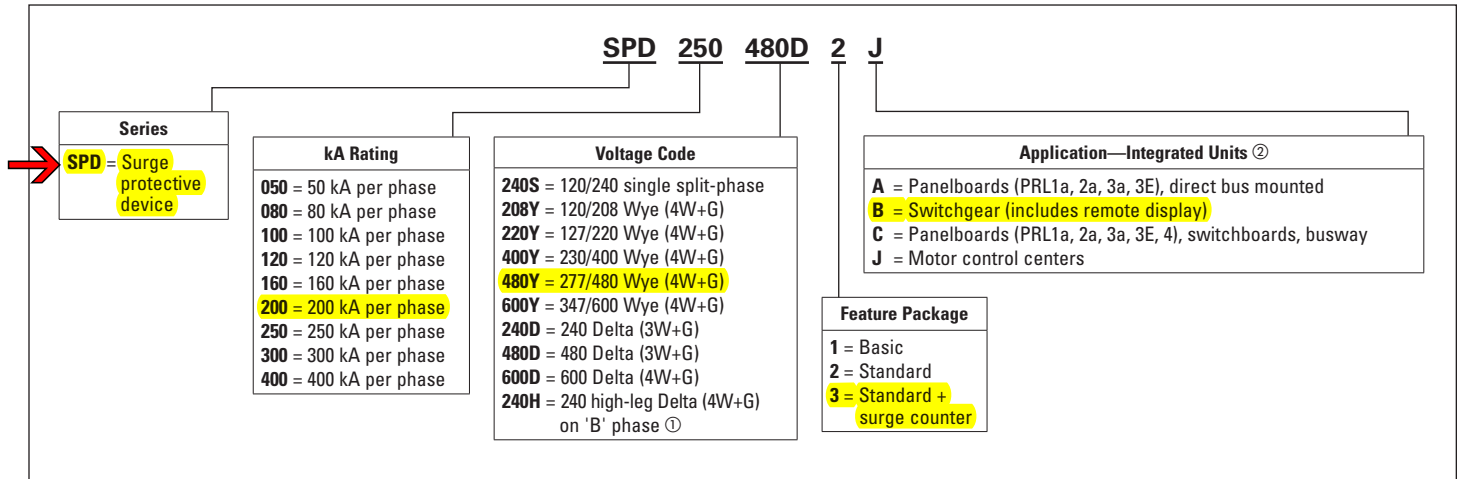 SPD 250 480D 2 J
Series
SPD = Surge
protective
device
kA Rating
050 = 50 kA per phase
080 = 80 kA per phase
100 = 100 kA per phase
120 = 120 kA per phase
160 = 160 kA per phase
200 = 200 kA per phase
250 = 250 kA per phase
300 = 300 kA per phase
400 = 400 kA per phase
Voltage Code
240S = 120/240 single split-phase
208Y = 120/208 Wye (4W+G)
220Y = 127/220 Wye (4W+G)
400Y = 230/400 Wye (4W+G)
480Y = 277/480 Wye (4W+G)
600Y = 347/600 Wye (4W+G)
240D = 240 Delta (3W+G)
480D = 480 Delta (3W+G)
600D = 600 Delta (4W+G)
240H = 240 high-leg Delta (4W+G)
on 'B' phase ①
Feature Package
1 = Basic
2 = Standard
3 = Standard +
surge counter
Application—Integrated Units ②
A = Panelboards (PRL1a, 2a, 3a, 3E), direct bus mounted
B = Switchgear (includes remote display)
C = Panelboards (PRL1a, 2a, 3a, 3E, 4), switchboards, busway
J = Motor control centers